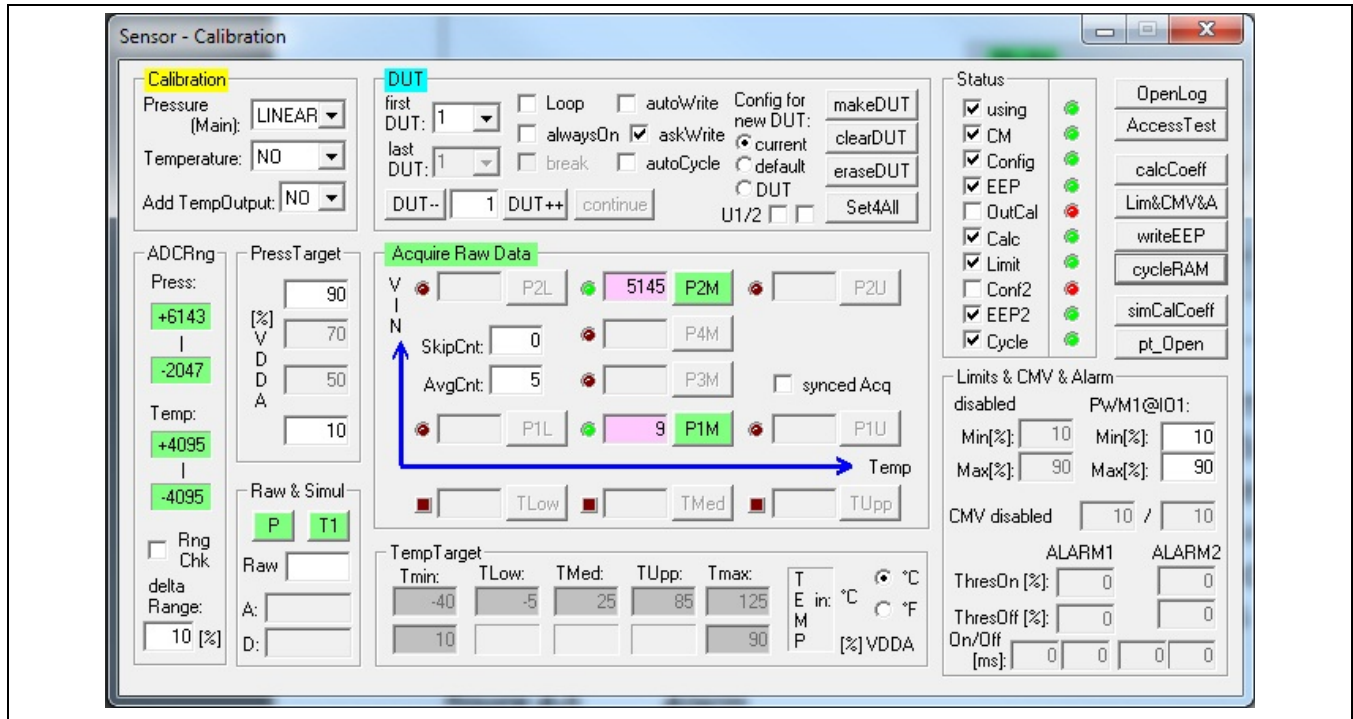 Sensor - Calibration
Calibration
Pressure
(Main): LINEAR
Temperature: NO
Add TempOutput: NO
DUT
first
DUT: 1
last
DUT: 1
Loop autoWrite
alwaysOn askWrite
break autoCycle
Config for
new DUT:
current
default
DUT
U1/2
makeDUT
clearDUT
eraseDUT
Set4All
DUT-- 1 DUT++ continue
Status
using
CM
Config
EEP
OutCal
Calc
Limit
Conf2
EEP2
Cycle
OpenLog
AccessTest
calcCoeff
Lim&CMV&A
writeEEP
cycleRAM
simCalCoeff
pt_Open
ADCRng
Press:
+6143
|
-2047
Temp:
+4095
|
-4095
Rng
Chk
delta
Range:
10 [%]
PressTarget
[%]
V
D
D
A
90
70
50
10
Raw & Simul
P T1
Raw
A:
D:
Acquire Raw Data
V
I
N
P2L 5145 P2M P2U
SkipCnt: 0 P4M
AvgCnt: 5 P3M synced Acq
P1L 9 P1M P1U
Temp
TLow TMed TUpp
TempTarget
Tmin: TLow: TMed: TUpp: Tmax:
-40 -5 25 85 125
10 90
T
E
M
P
in: °C
°C
°F
[%] VDDA
Limits & CMV & Alarm
disabled PWM1@IO1:
Min[%]: 10 Min[%]: 10
Max[%]: 90 Max[%]: 90
CMV disabled 10 / 10
ALARM1 ALARM2
ThresOn [%]: 0 0
ThresOff [%]: 0 0
On/Off
[ms]: 0 0 0 0